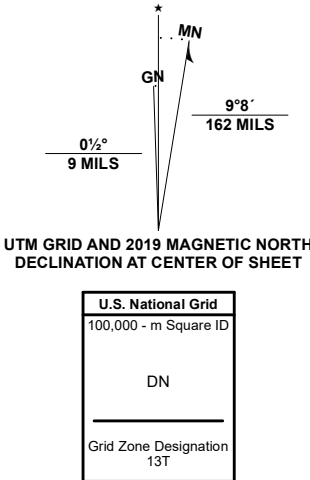 ★
MN
GN
9°8´
162 MILS
0½°
9 MILS
UTM GRID AND 2019 MAGNETIC NORTH
DECLINATION AT CENTER OF SHEET
U.S. National Grid
100,000 - m Square ID
DN
Grid Zone Designation
13T